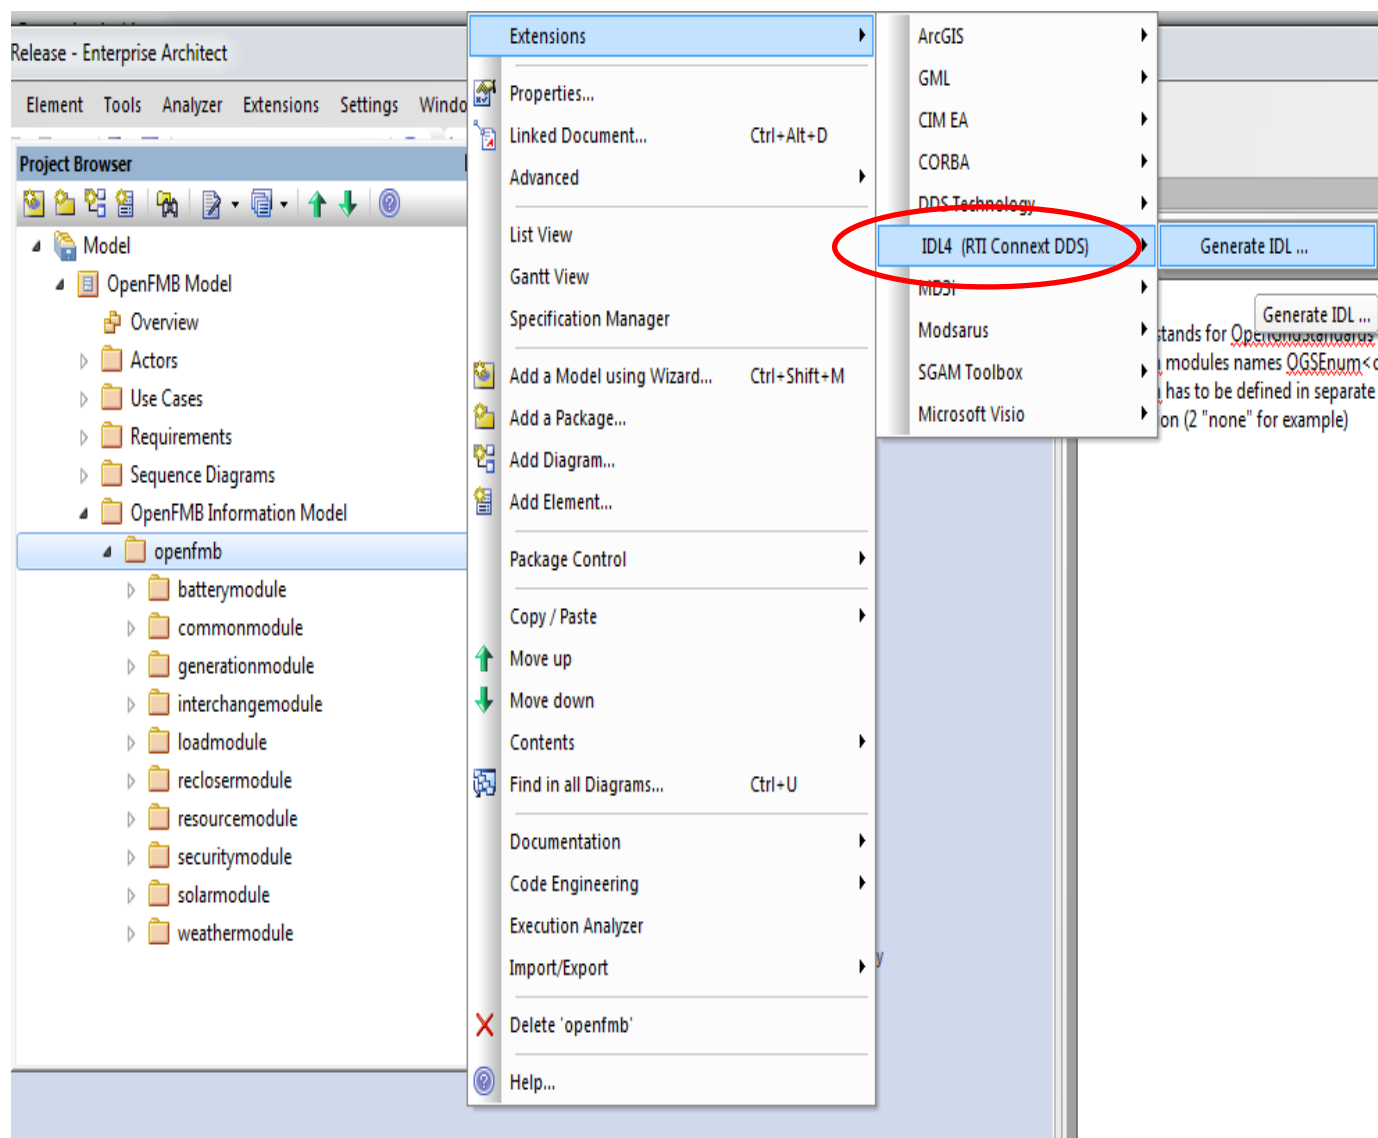 Release - Enterprise Architect
Element Tools Analyzer Extensions Settings Windo
Project Browser
Model
OpenFMB Model
Overview
Actors
Use Cases
Requirements
Sequence Diagrams
OpenFMB Information Model
openfmb
batterymodule
commonmodule
generationmodule
interchangemodule
loadmodule
reclosermodule
resourcemodule
securitymodule
solarmodule
weathermodule
Extensions
Properties...
Linked Document... Ctrl+Alt+D
Advanced
List View
Gantt View
Specification Manager
Add a Model using Wizard... Ctrl+Shift+M
Add a Package...
Add Diagram...
Add Element...
Package Control
Copy / Paste
Move up
Move down
Contents
Find in all Diagrams... Ctrl+U
Documentation
Code Engineering
Execution Analyzer
Import/Export
Delete 'openfmb'
Help...
ArcGIS
GML
CIM EA
CORBA
DDS Technology
IDL4 (RTI Connext DDS)
MD3i
Modsarus
SGAM Toolbox
Microsoft Visio
Generate IDL ...
Generate IDL ...
stands for OpenGridStandards
modules names OGSEnum<c
has to be defined in separate
on (2 "none" for example)
y